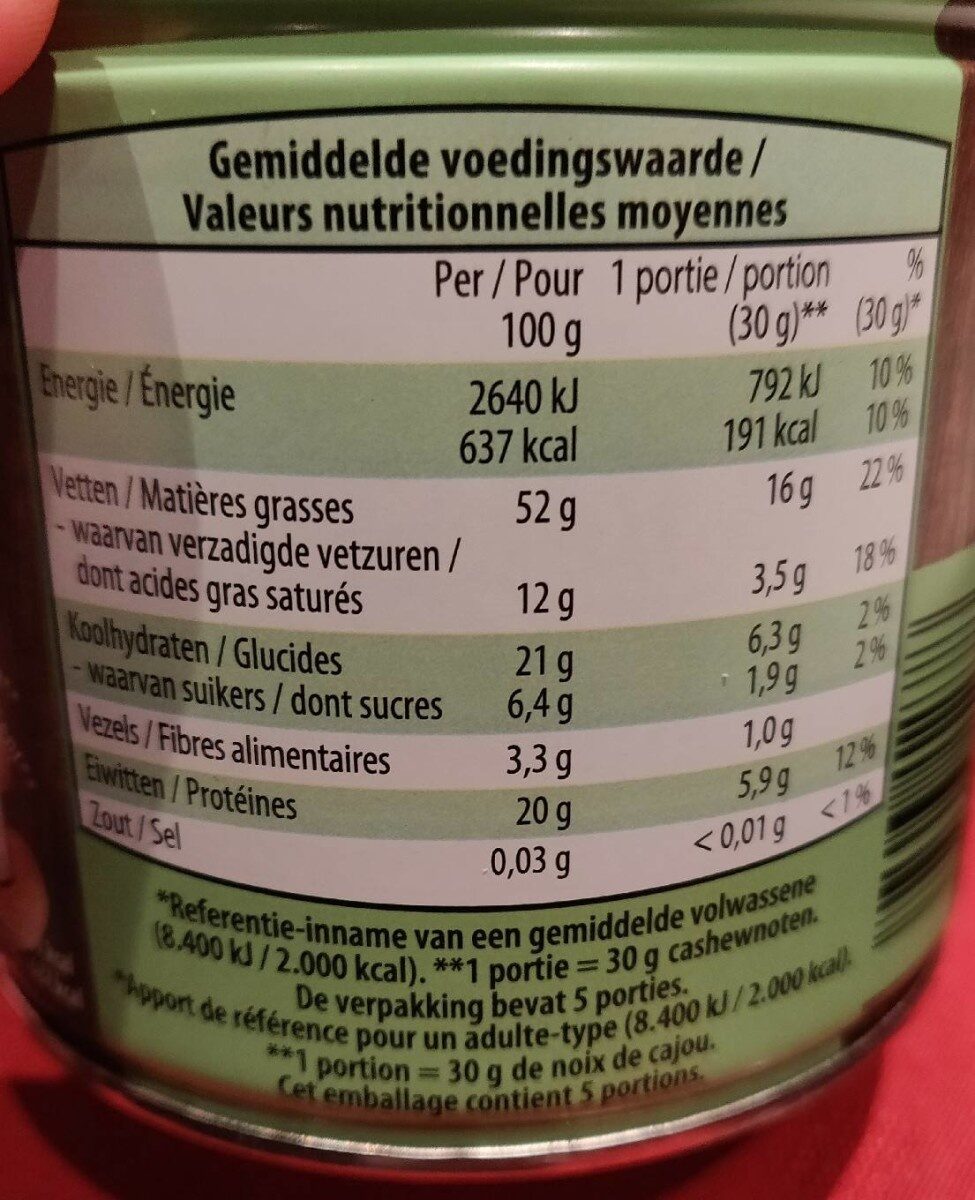 Gemiddelde voedingswaarde /
Valeurs nutritionnelles moyennes
Per / Pour 1 portie / portion %
100 g (30 g)** (30 g)*
Energie / Énergie 2640 kJ 792 kJ 10 %
637 kcal 191 kcal 10 %
Vetten / Matières grasses 52 g 16 g 22 %
- waarvan verzadigde vetzuren /
dont acides gras saturés 12 g 3,5 g 18 %
Koolhydraten / Glucides 21 g 6,3 g 2 %
- waarvan suikers / dont sucres 6,4 g 1,9 g 2 %
Vezels / Fibres alimentaires 3,3 g 1,0 g
Eiwitten / Protéines 20 g 5,9 g 12 %
Zout / Sel 0,03 g < 0,01 g < 1 %
*Referentie-inname van een gemiddelde volwassene
(8.400 kJ / 2.000 kcal). **1 portie = 30 g cashewnoten.
De verpakking bevat 5 porties.
*Apport de référence pour un adulte-type (8.400 kJ / 2.000 kcal).
**1 portion = 30 g de noix de cajou.
Cet emballage contient 5 portions.